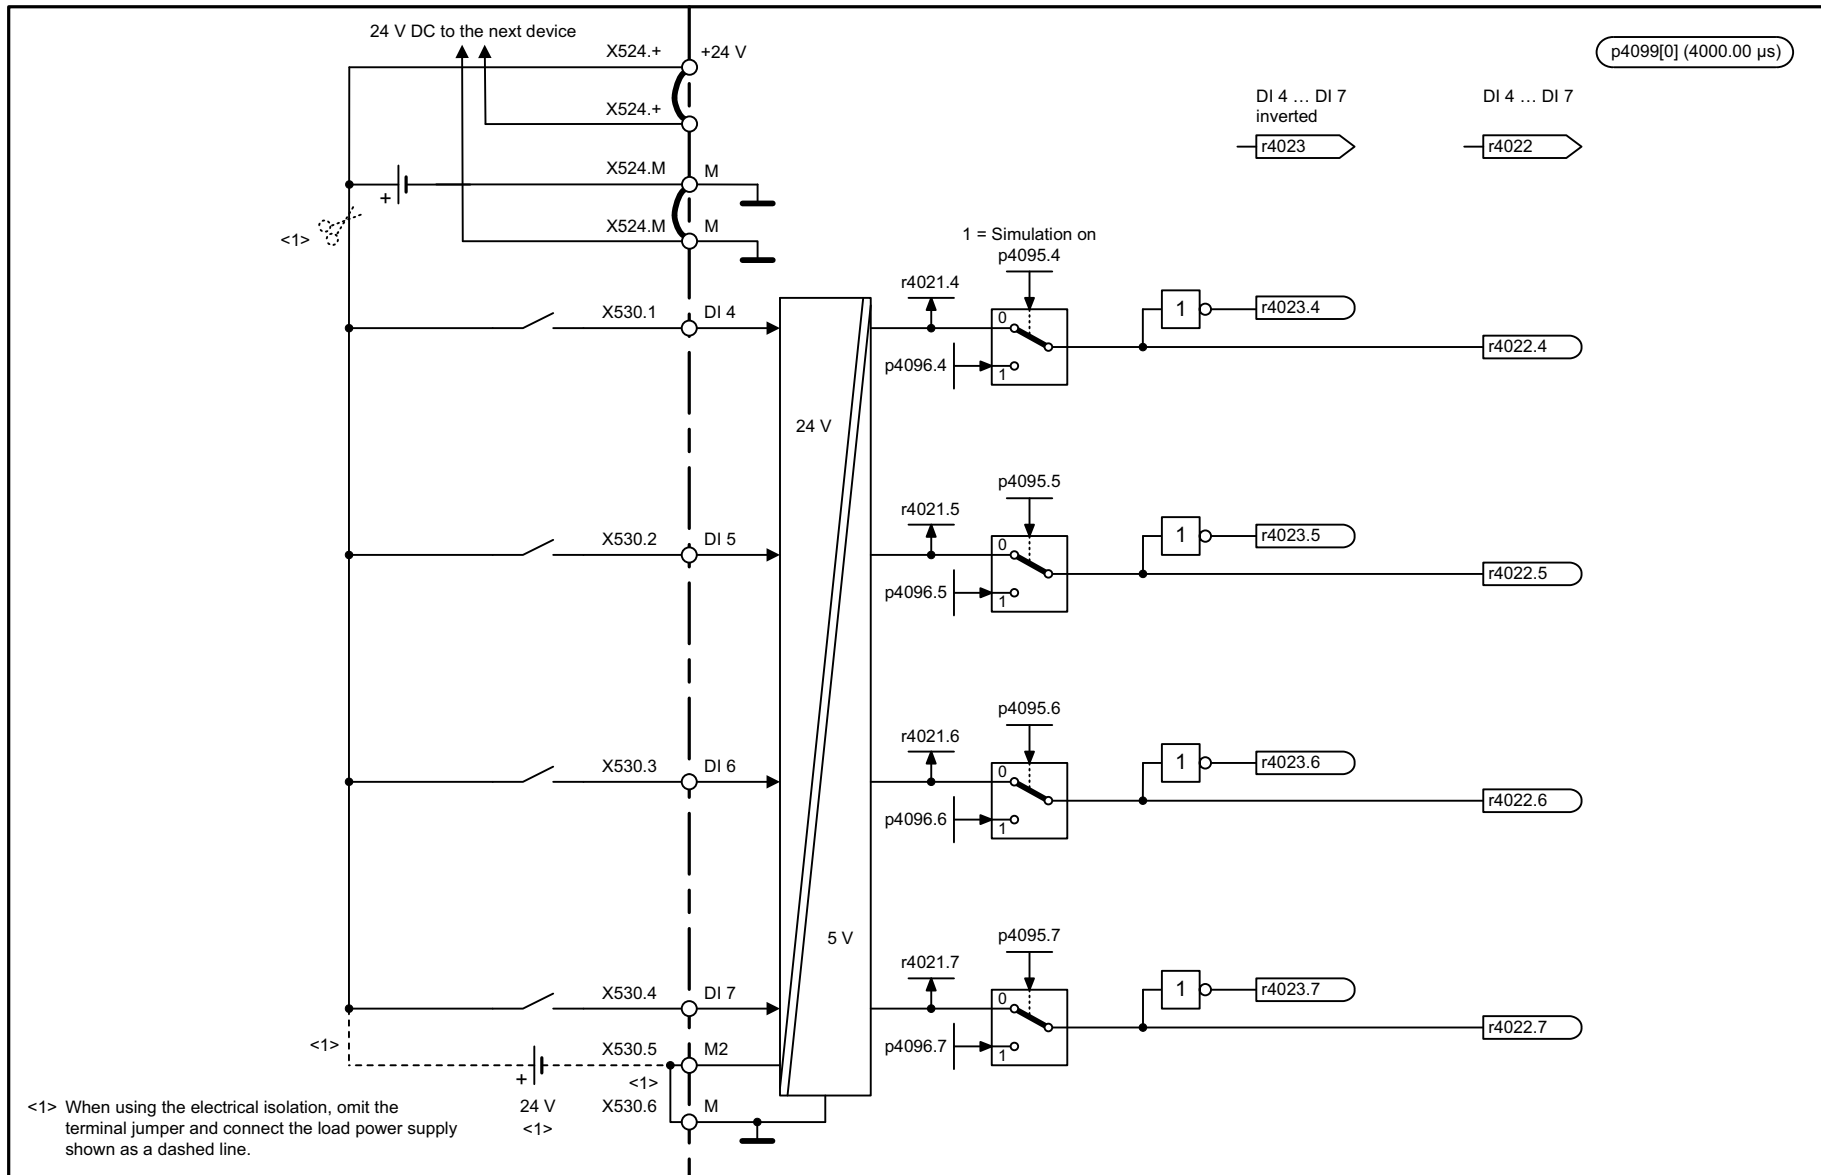 24 V DC to the next device
X524.+
+24 V
p4099[0] (4000.00 µs)
X524.+
DI 4 … DI 7
inverted
DI 4 … DI 7
r4023
r4022
X524.M
M
+
<1>
X524.M
M
1 = Simulation on
p4095.4
r4021.4
X530.1
DI 4
0
1
r4023.4
r4022.4
p4096.4
1
24 V
p4095.5
r4021.5
X530.2
DI 5
0
1
r4023.5
r4022.5
p4096.5
1
p4095.6
r4021.6
X530.3
DI 6
0
1
r4023.6
r4022.6
p4096.6
1
5 V
p4095.7
r4021.7
X530.4
DI 7
0
1
r4023.7
r4022.7
p4096.7
1
<1>
X530.5
M2
+
<1>
24 V
<1>
X530.6
M
<1> When using the electrical isolation, omit the
terminal jumper and connect the load power supply
shown as a dashed line.